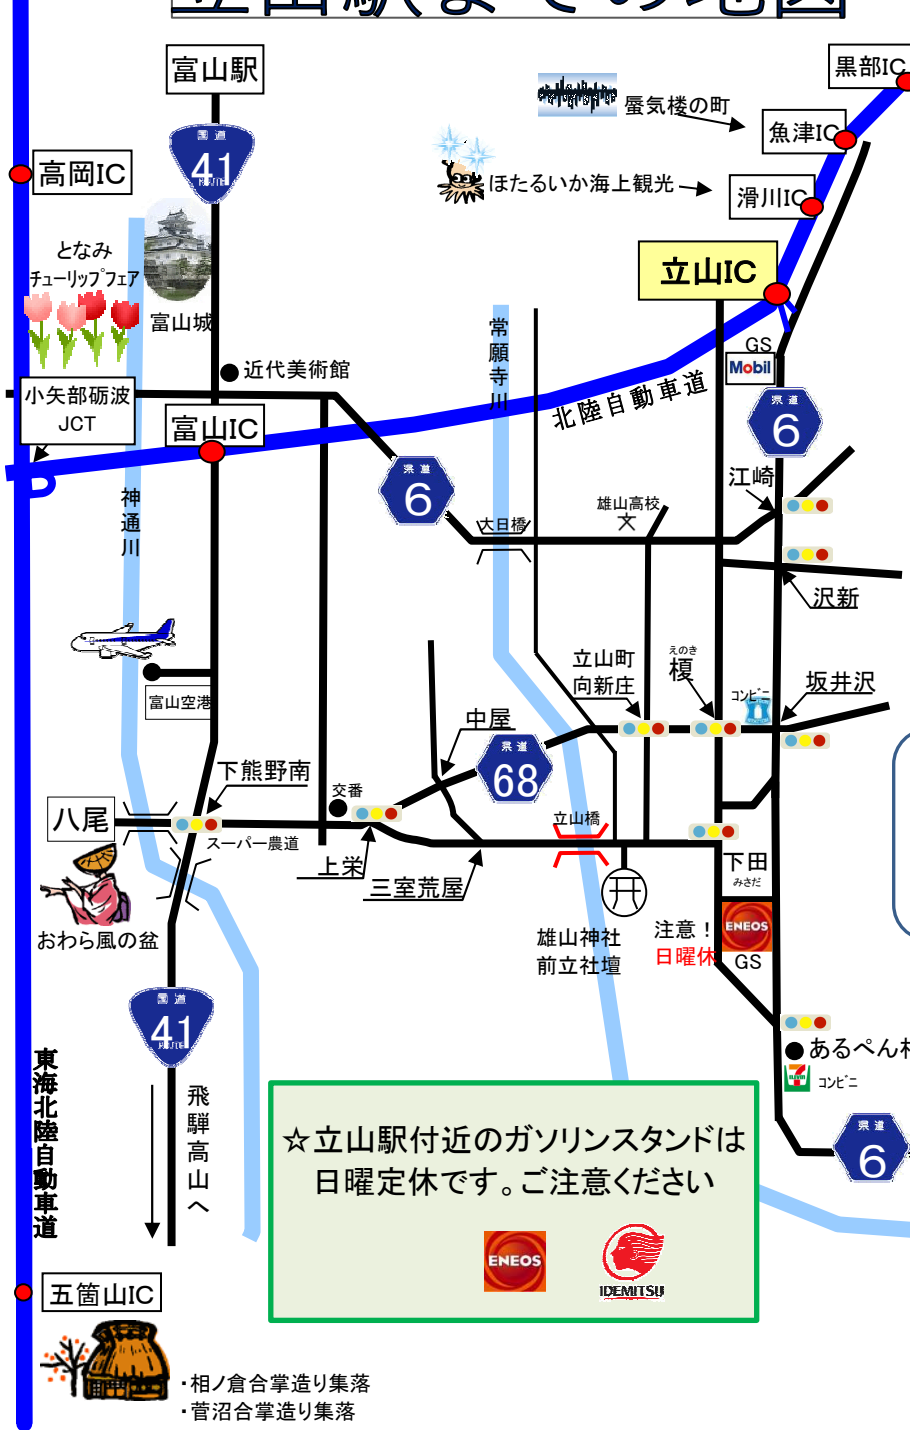 立山駅までの地図
富山駅
黒部IC
蜃気楼の町
国道
41
ROUTE
魚津IC
高岡IC
ほたるいか海上観光
滑川IC
となみ
チューリップフェア
立山IC
富山城
常願寺川
GS
Mobil
近代美術館
小矢部砺波
JCT
北陸自動車道
県道
6
富山IC
県道
6
江崎
神通川
大日橋
雄山高校
文
沢新
立山町
向新庄
えのき
榎
コンビニ
坂井沢
富山空港
中屋
県道
68
下熊野南
交番
八尾
スーパー農道
立山橋
上栄
三室荒屋
下田
みさだ
おわら風の盆
雄山神社
前立社壇
注意！
日曜休
ENEOS
GS
国道
41
ROUTE
あるぺん
7
ELEVEN
コンビニ
東海北陸自動車道
飛騨高山へ
県道
6
☆立山駅付近のガソリンスタンドは
日曜定休です。ご注意ください
ENEOS
IDEMITSU
五箇山IC
・相ノ倉合掌造り集落
・菅沼合掌造り集落